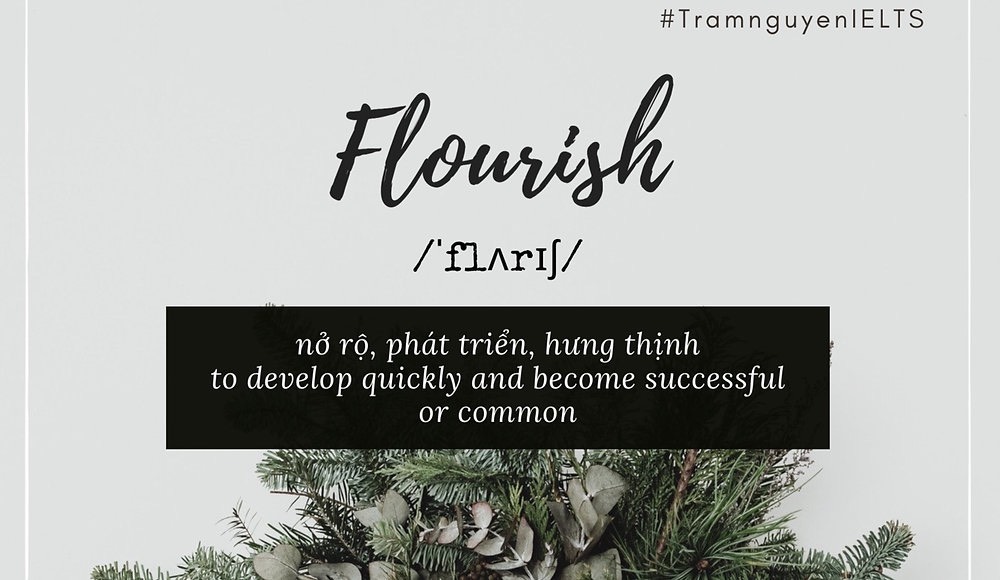 #TramnguyenIELTS
Flourish
/ˈflʌrɪʃ/
nở rộ, phát triển, hưng thịnh
to develop quickly and become successful
or common